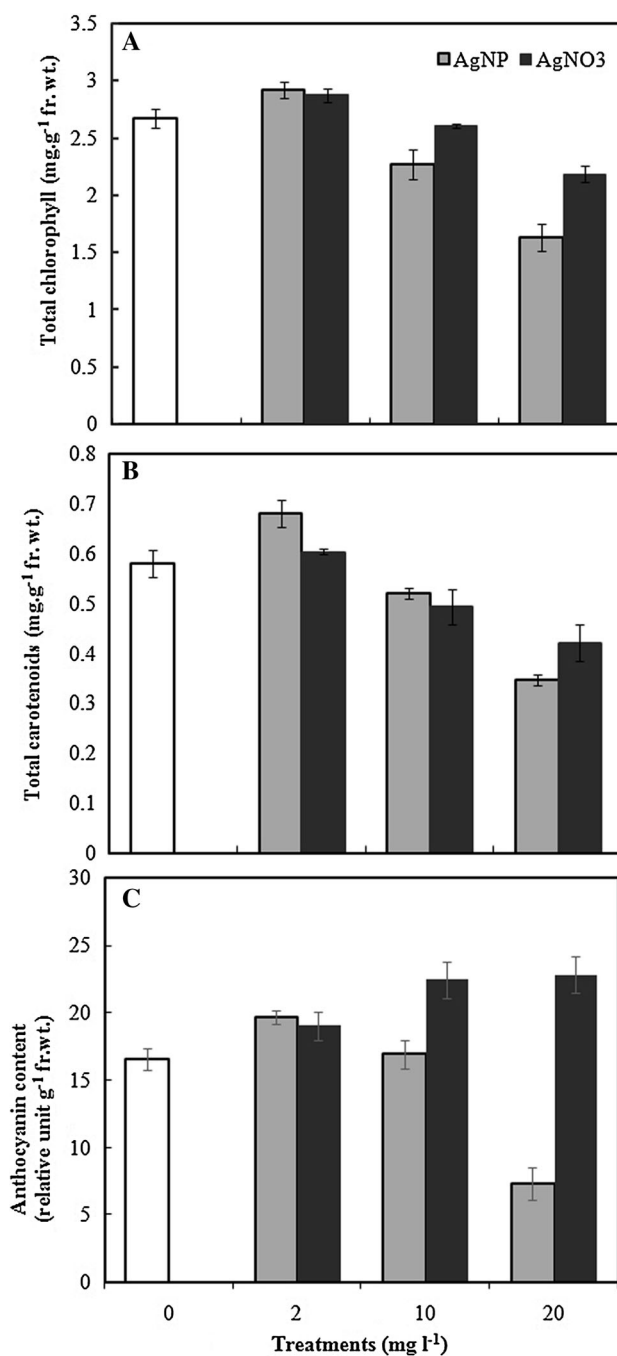 A
AgNP AgNO3
Total chlorophyll (mg.g-1 fr. wt.)
3.5
3
2.5
2
1.5
1
0.5
0
B
Total carotenoids (mg.g-1 fr. wt.)
0.8
0.7
0.6
0.5
0.4
0.3
0.2
0.1
0
C
Anthocyanin content
(relative unit g-1 fr.wt.)
30
25
20
15
10
5
0
0 2 10 20
Treatments (mg l-1)